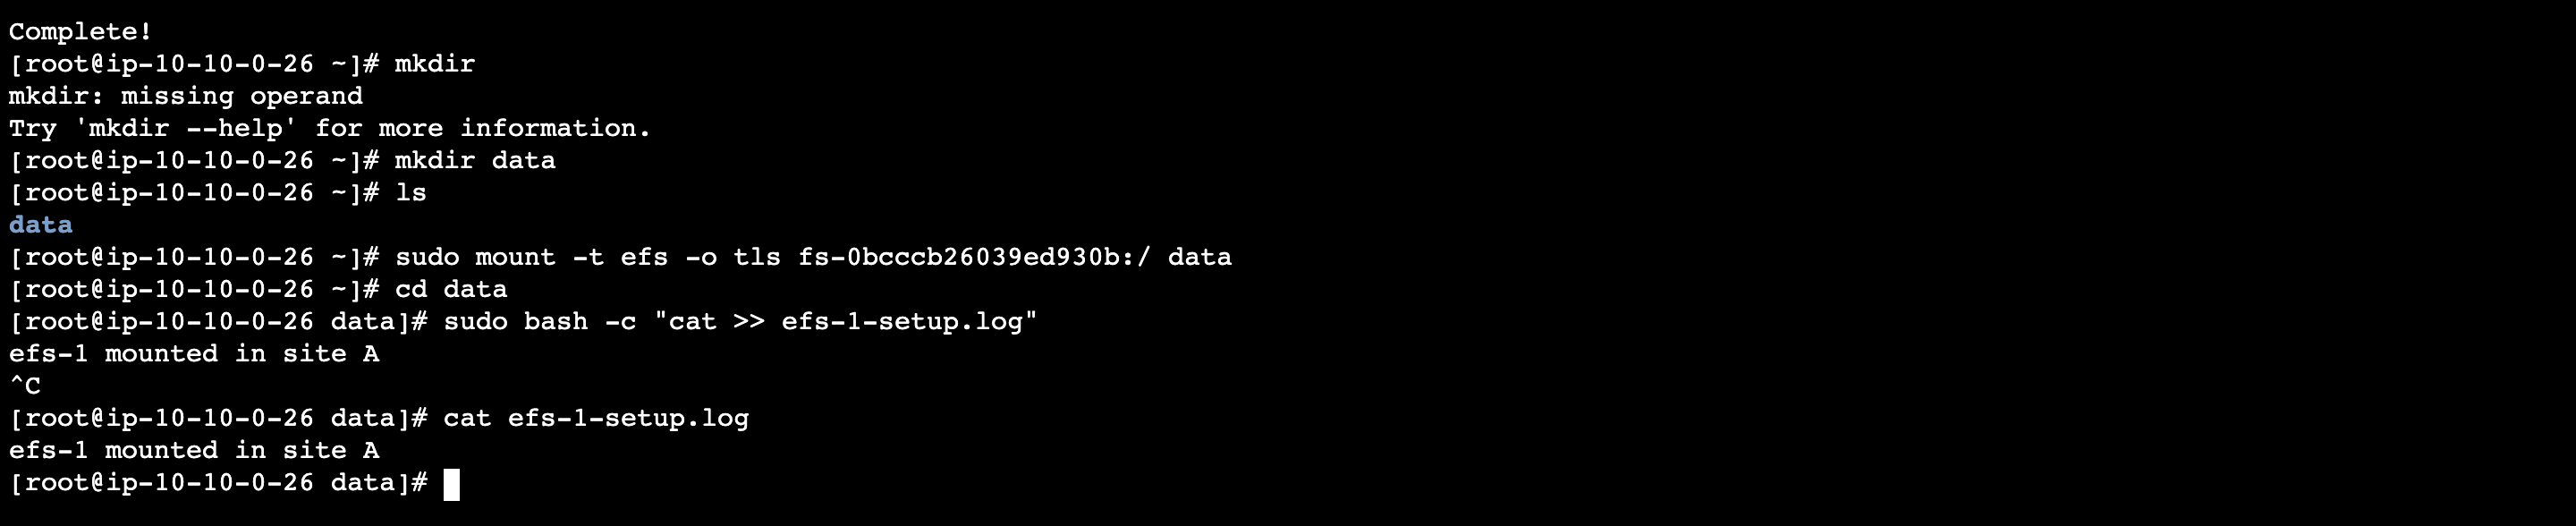 Complete!
[root@ip-10-10-0-26 ~]# mkdir
mkdir: missing operand
Try 'mkdir --help' for more information.
[root@ip-10-10-0-26 ~]# mkdir data
[root@ip-10-10-0-26 ~]# ls
data
[root@ip-10-10-0-26 ~]# sudo mount -t efs -o tls fs-0bcccb26039ed930b:/ data
[root@ip-10-10-0-26 ~]# cd data
[root@ip-10-10-0-26 data]# sudo bash -c "cat >> efs-1-setup.log"
efs-1 mounted in site A
^C
[root@ip-10-10-0-26 data]# cat efs-1-setup.log
efs-1 mounted in site A
[root@ip-10-10-0-26 data]#